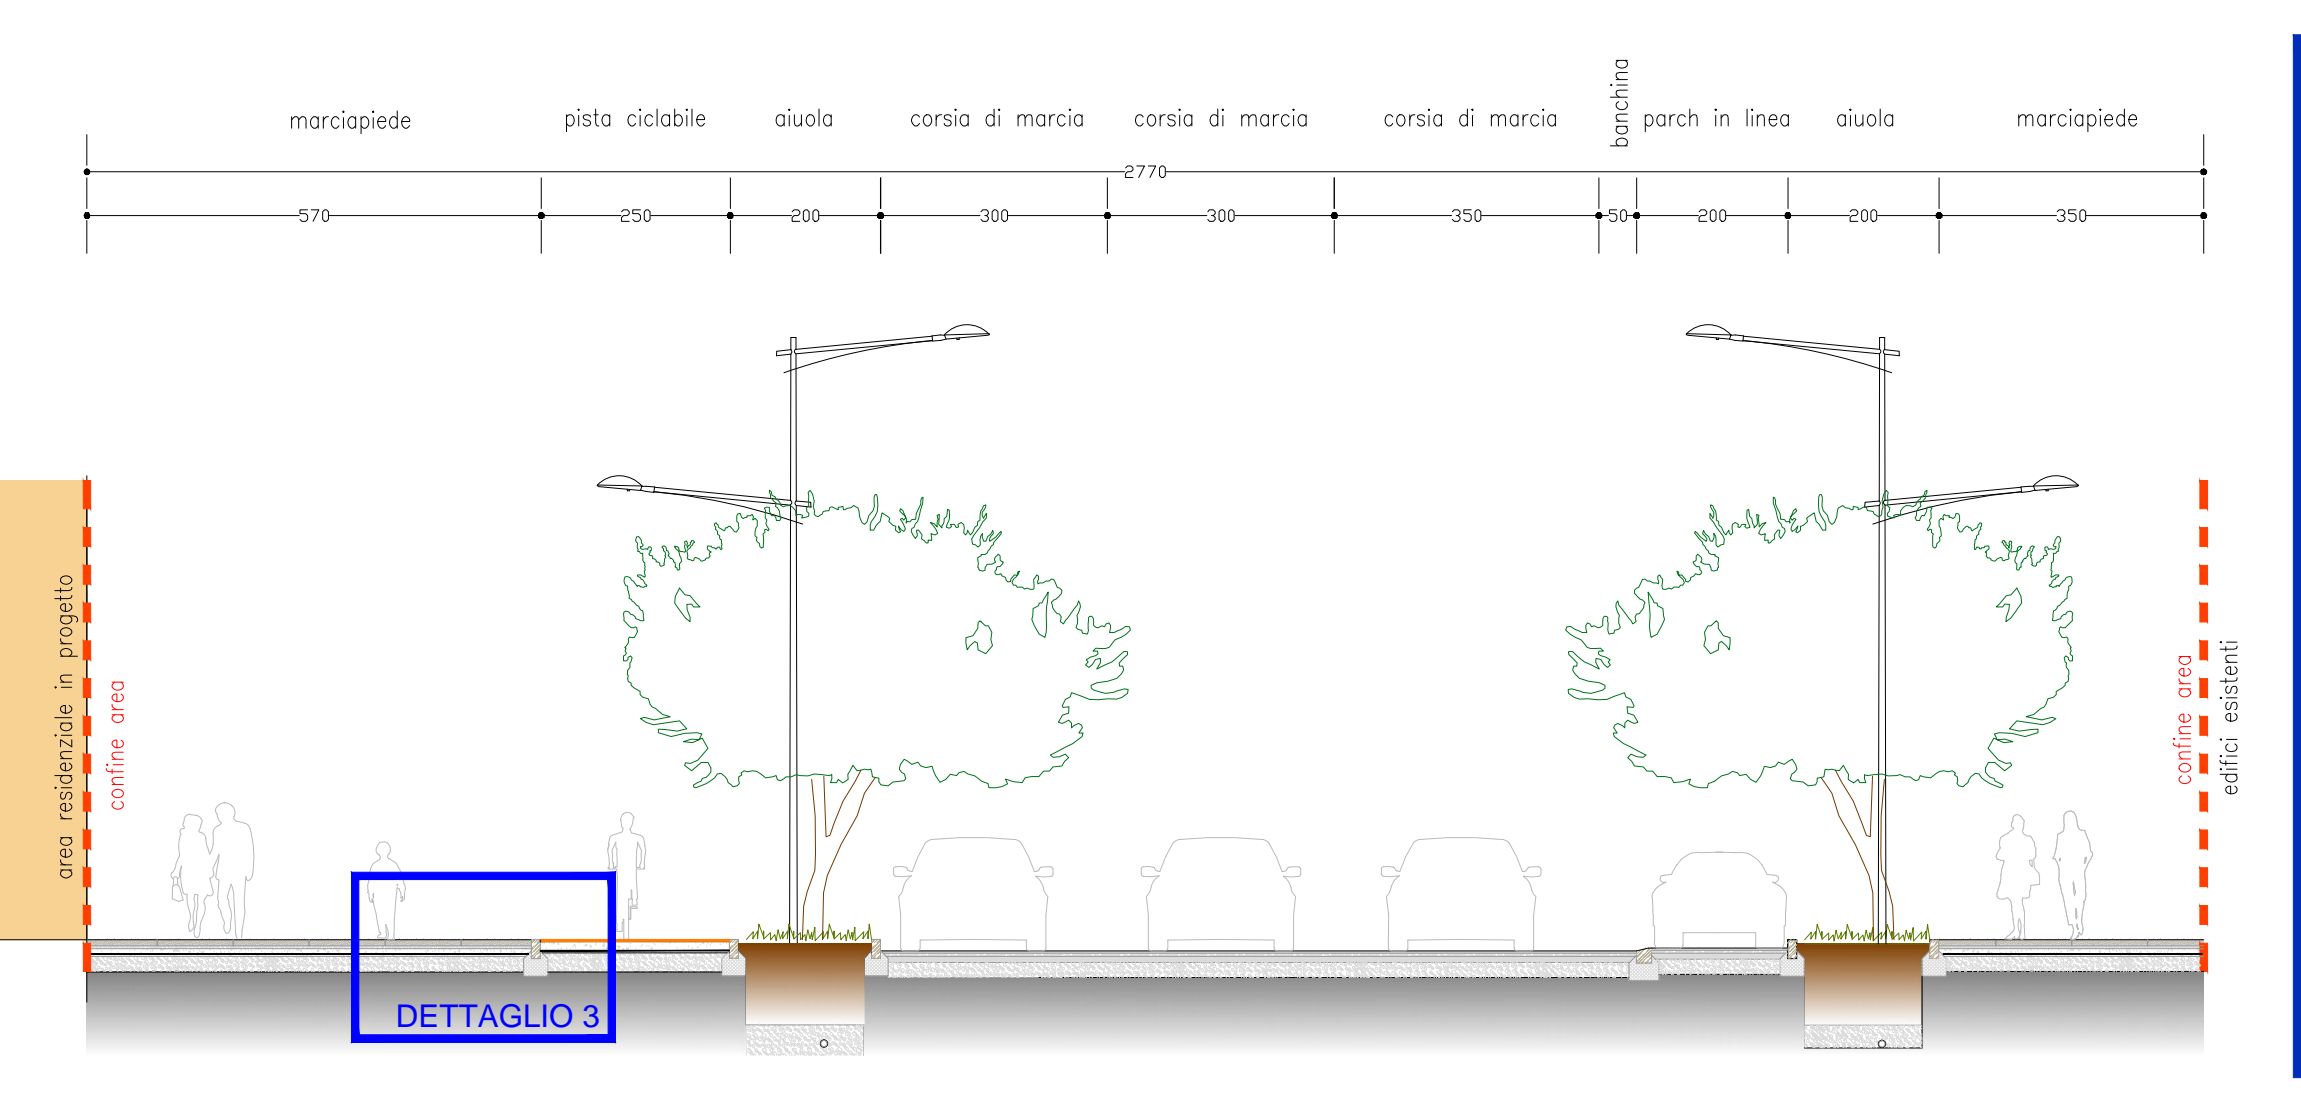 banchina
marciapiede pista ciclabile aiuola corsia di marcia corsia di marcia corsia di marcia parch in linea aiuola marciapiede
2770
570 250 200 300 300 350 50 200 200 350
area residenziale in progetto
confine area
confine area
edifici esistenti
DETTAGLIO 3